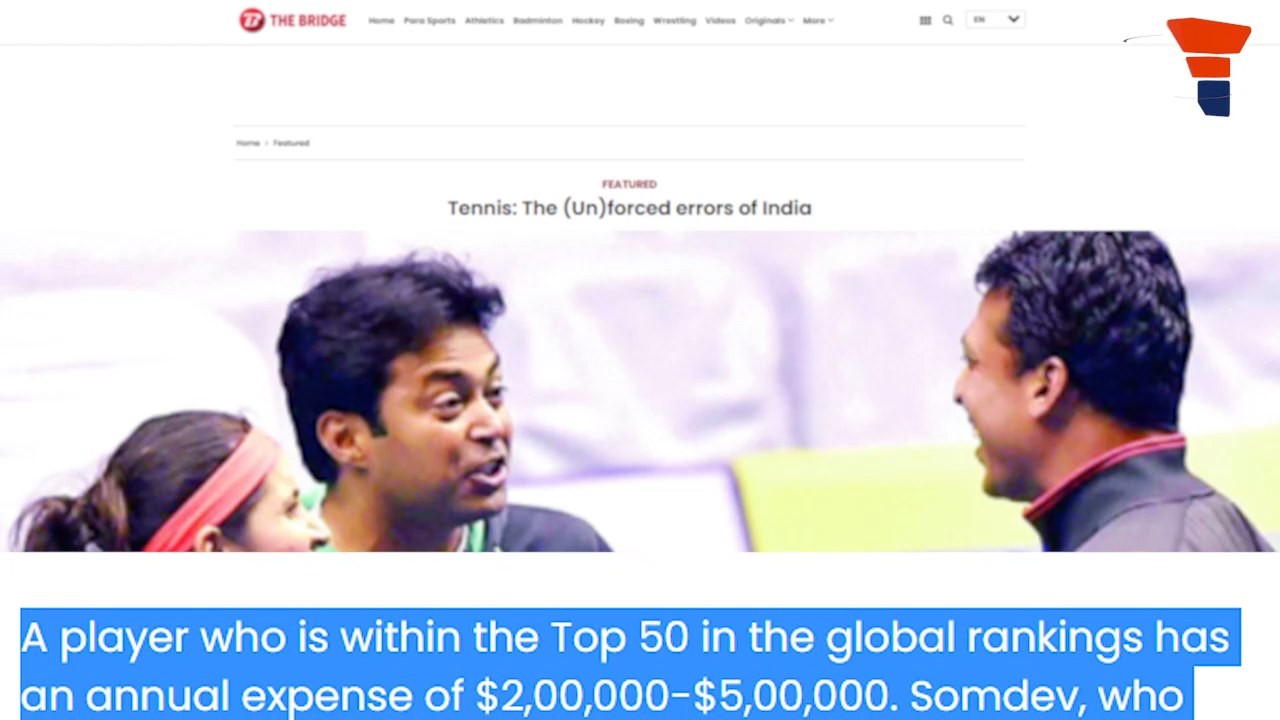 THE BRIDGE
Home Para Sports Athletics Badminton Hockey Boxing Wrestling Videos Originals More
EN
Home > Featured
FEATURED
Tennis: The (Un)forced errors of India
A player who is within the Top 50 in the global rankings has
an annual expense of $2,00,000-$5,00,000. Somdev, who